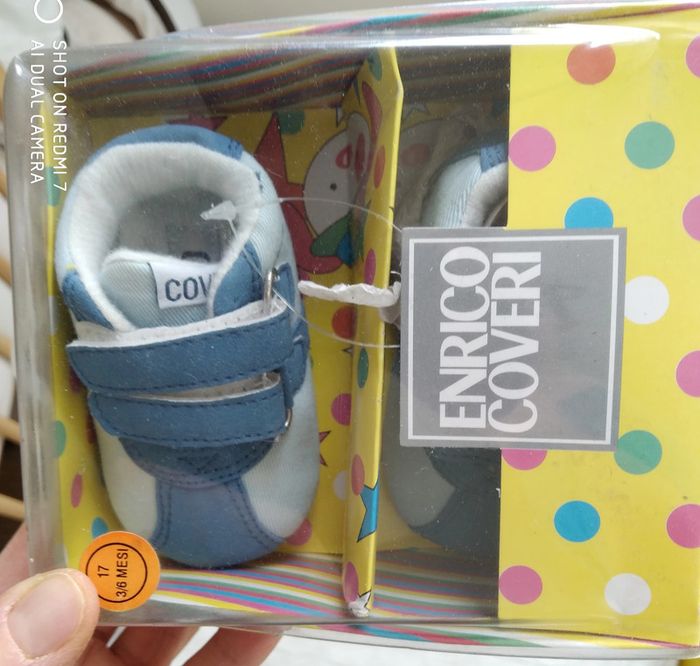 SHOT ON REDMI 7
AI DUAL CAMERA
COV
ENRICO
COVERI
17
3/6 MESI